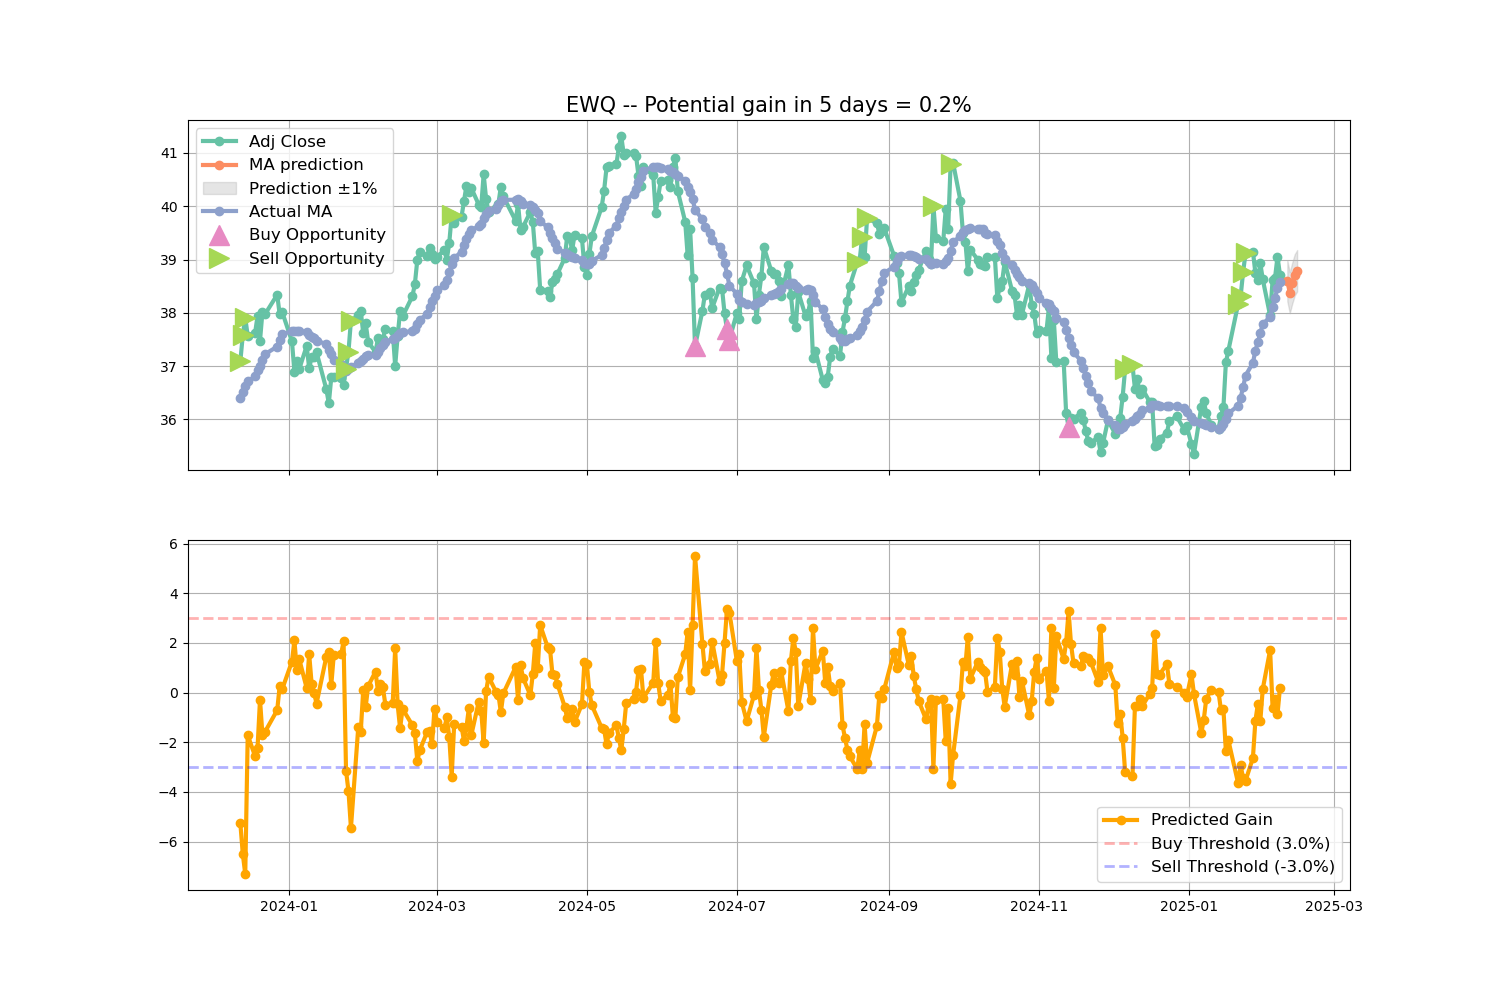 EWQ -- Potential gain in 5 days = 0.2%
Adj Close
MA prediction
Prediction ±1%
Actual MA
Buy Opportunity
Sell Opportunity
41
40
39
38
37
36
6
4
2
0
−2
−4
−6
Predicted Gain
Buy Threshold (3.0%)
Sell Threshold (-3.0%)
2024-01
2024-03
2024-05
2024-07
2024-09
2024-11
2025-01
2025-03